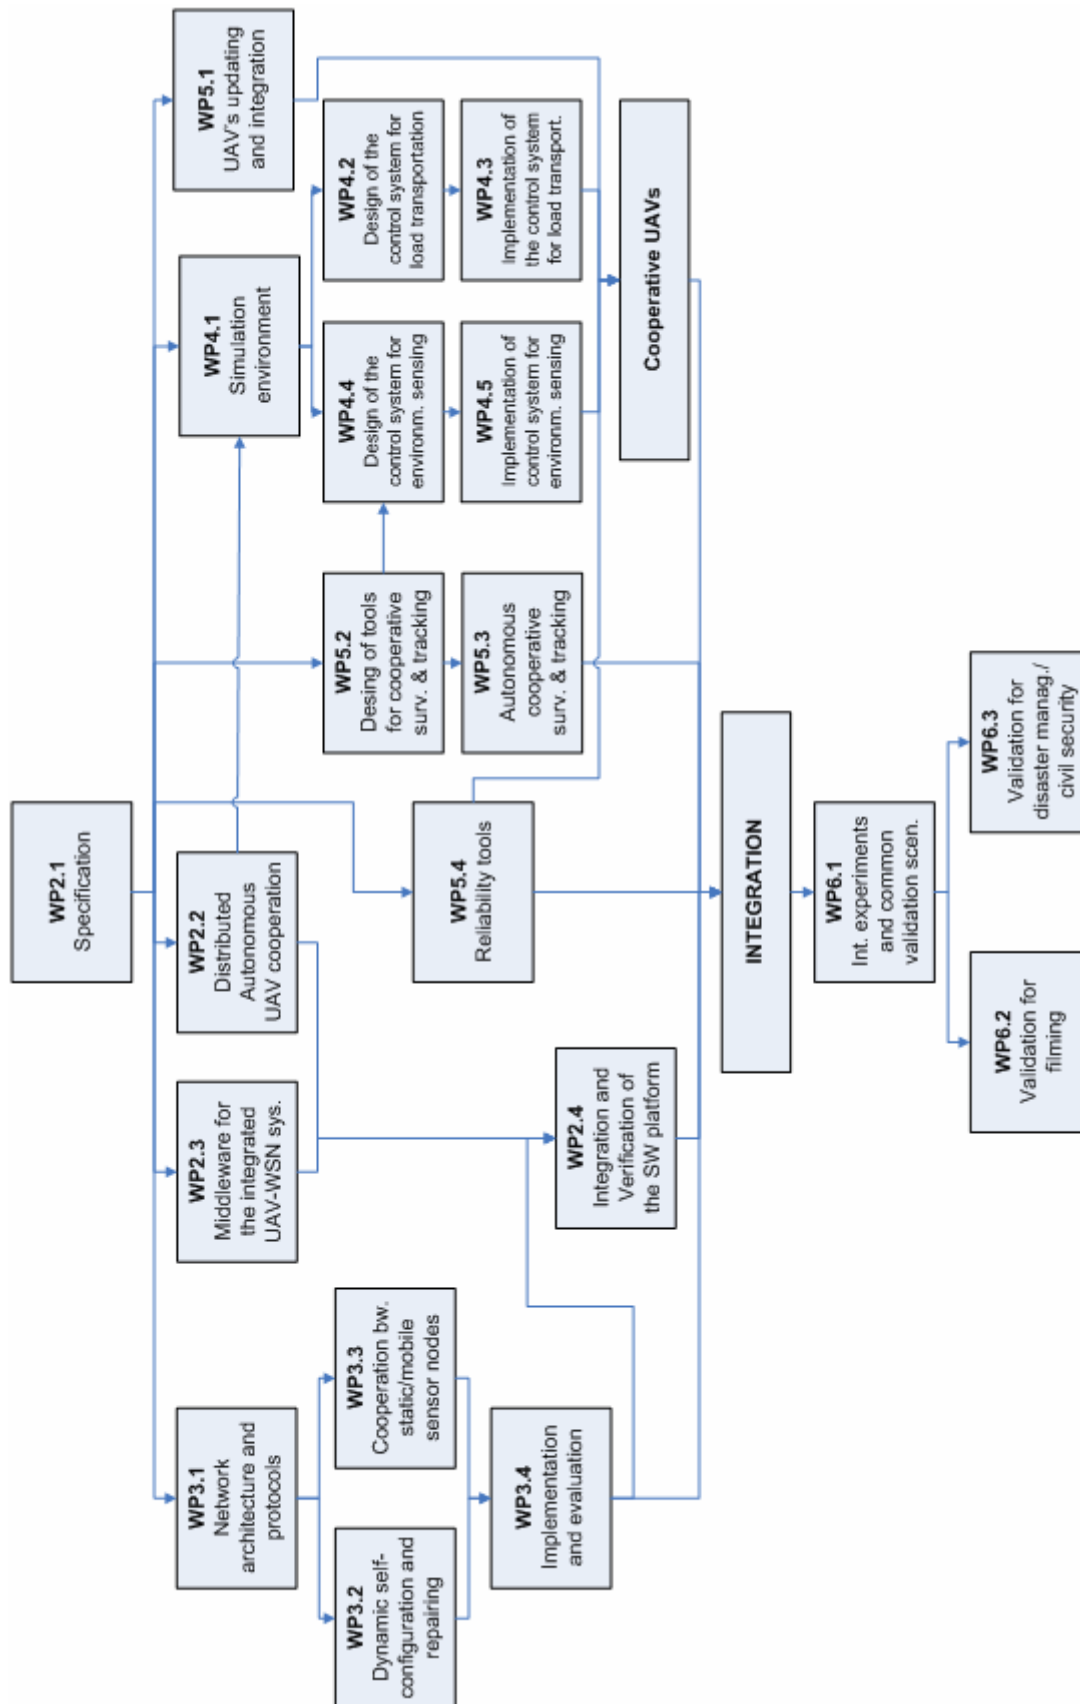 WP2.1
Specification
WP3.1
Network
architecture and
protocols
WP2.3
Middleware for
the integrated
UAV-WSN sys.
WP2.2
Distributed
Autonomous
UAV cooperation
WP4.1
Simulation
environment
WP5.1
UAV´s updating
and integration
WP3.2
Dynamic self-
configuration and
repairing
WP3.3
Cooperation bw.
static/mobile
sensor nodes
WP5.2
Desing of tools
for cooperative
surv. & tracking
WP4.4
Design of the
control system for
environm. sensing
WP4.2
Design of the
control system for
load transportation
WP3.4
Implementation
and evaluation
WP5.4
Reliability tools
WP5.3
Autonomous
cooperative
surv. & tracking
WP4.5
Implementation of
control system for
environm. sensing
WP4.3
Implementation of
the control system
for load transport.
WP2.4
Integration and
Verification of
the SW platform
Cooperative UAVs
INTEGRATION
WP6.1
Int. experiments
and common
validation scen.
WP6.2
Validation for
filming
WP6.3
Validation for
disaster manag./
civil security